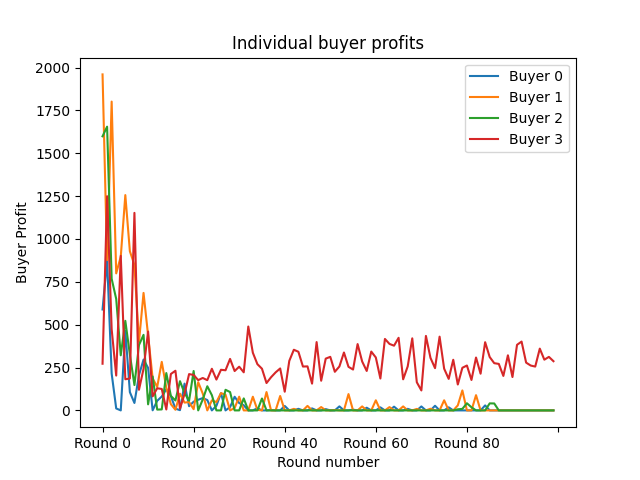 Individual buyer profits
2000
1750
1500
1250
1000
750
500
250
0
Buyer Profit
Buyer 0
Buyer 1
Buyer 2
Buyer 3
Round 0 Round 20 Round 40 Round 60 Round 80
Round number